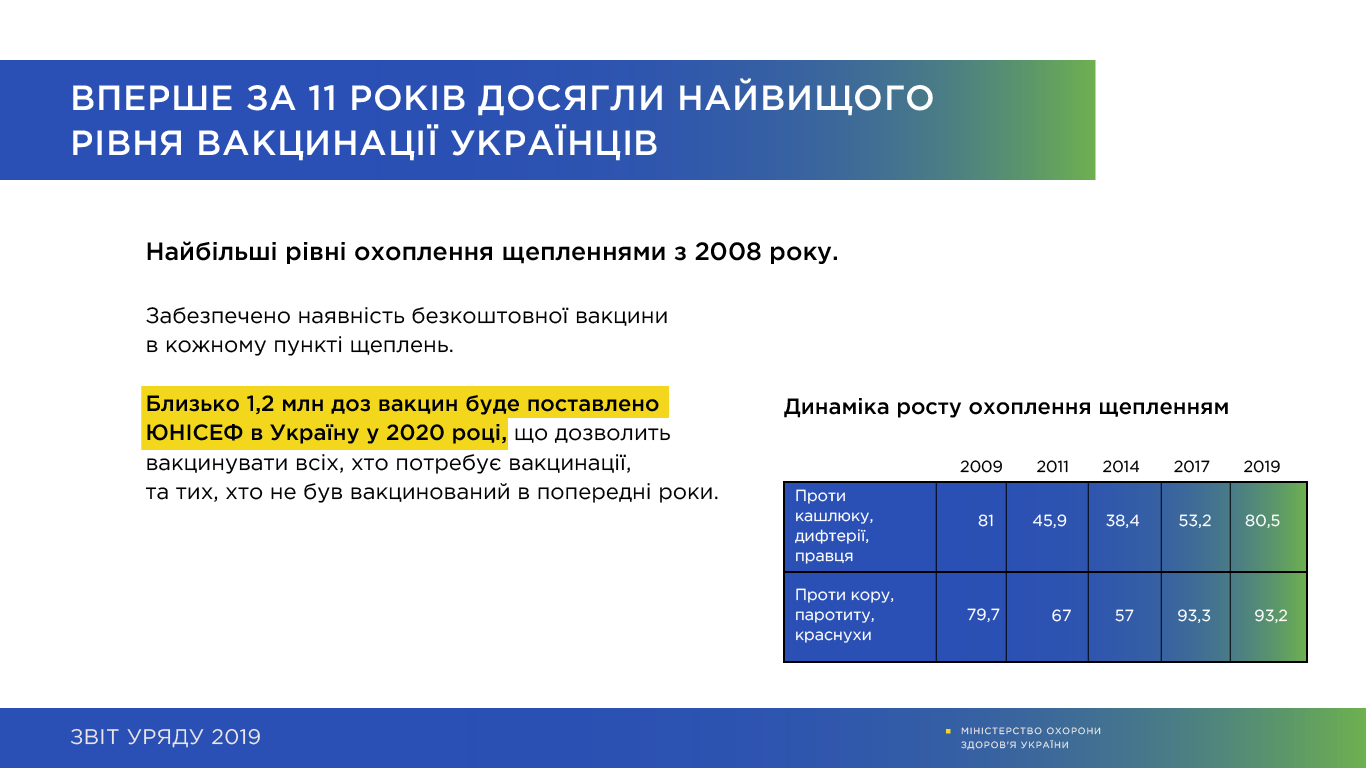 ВПЕРШЕ ЗА 11 РОКІВ ДОСЯГЛИ НАЙВИЩОГО
РІВНЯ ВАКЦИНАЦІЇ УКРАЇНЦІВ
Найбільші рівні охоплення щепленнями з 2008 року.
Забезпечено наявність безкоштовної вакцини
в кожному пункті щеплень.
Близько 1,2 млн доз вакцин буде поставлено
ЮНІСЕФ в Україну у 2020 році, що дозволить
вакцинувати всіх, хто потребує вакцинації,
та тих, хто не був вакцинований в попередні роки.
Динаміка росту охоплення щепленням
2009 2011 2014 2017 2019
Проти
кашлюку,
дифтерії,
правця
81 45,9 38,4 53,2 80,5
Проти кору,
паротиту,
краснухи
79,7 67 57 93,3 93,2
ЗВІТ УРЯДУ 2019
МІНІСТЕРСТВО ОХОРОНИ
ЗДОРОВ'Я УКРАЇНИ